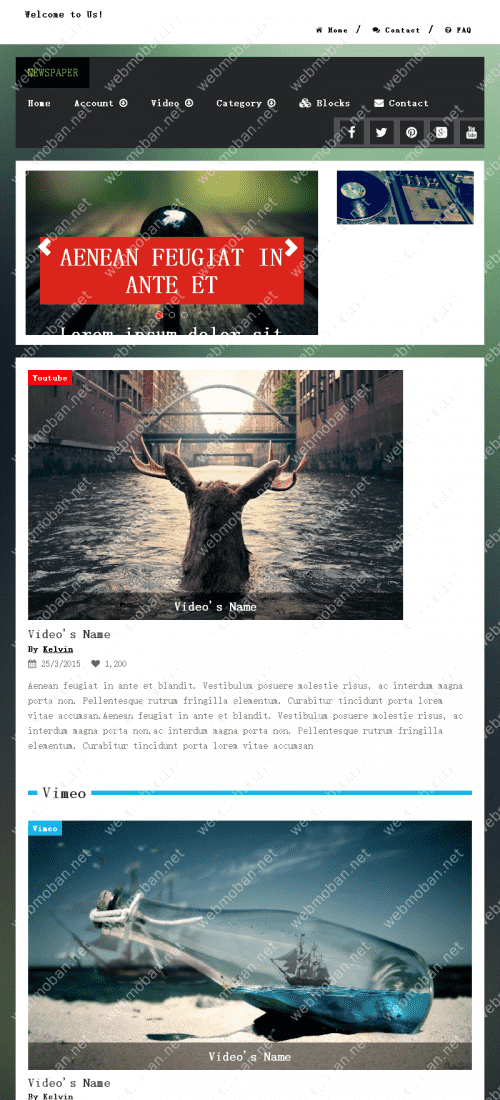 Welcome to Us!
Home / Contact / FAQ
NEWSPAPER
Home Account Video Category Blocks Contact
You Tube
AENEAN FEUGIAT IN
ANTE ET
Lorem ipsum dolor sit
Youtube
Video's Name
Video's Name
By Kelvin
25/3/2015 1,200
Aenean feugiat in ante et blandit. Vestibulum posuere molestie risus, ac interdum magna
porta non. Pellentesque rutrum fringilla elementum. Curabitur tincidunt porta lorem
vitae accumsan.Aenean feugiat in ante et blandit. Vestibulum posuere molestie risus, ac
interdum magna porta non.ac interdum magna porta non. Pellentesque rutrum fringilla
elementum. Curabitur tincidunt porta lorem vitae accumsan
Vimeo
Vimeo
Video's Name
Video's Name
By Kelvin
webmoban.net